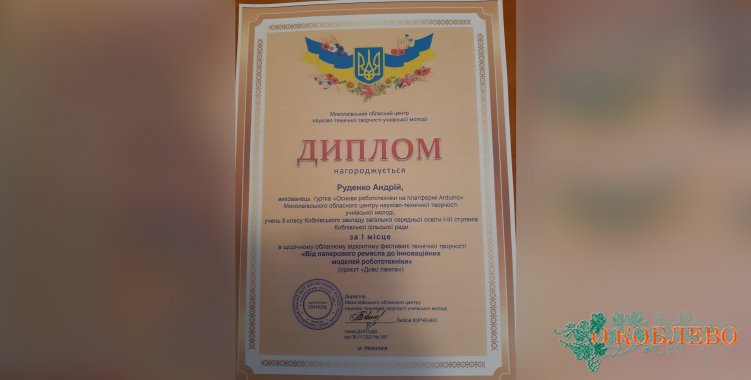 Миколаївський обласний центр
науково-технічної творчості учнівської молоді
ДИПЛОМ
нагороджується
Руденко Андрій,
вихованець гуртка «Основи робототехніки на платформі Arduino»
Миколаївського обласного центру науково-технічної творчості
учнівської молоді,
учень 8 класу Коблівського закладу загальної середньої освіти І-ІІІ ступенів
Коблівської сільської ради
за І місце
в щорічному обласному відкритому фестивалі технічної творчості
«Від паперового ремесла до інноваційних
моделей робототехніки»
(проєкт «Диво лампа»)
Директор
Миколаївського обласного центру
науково-технічної творчості учнівської молоді
Любов ЮРЧЕНКО
Наказ ДОН ОДА
м. Миколаїв
О КОБЛЕВО